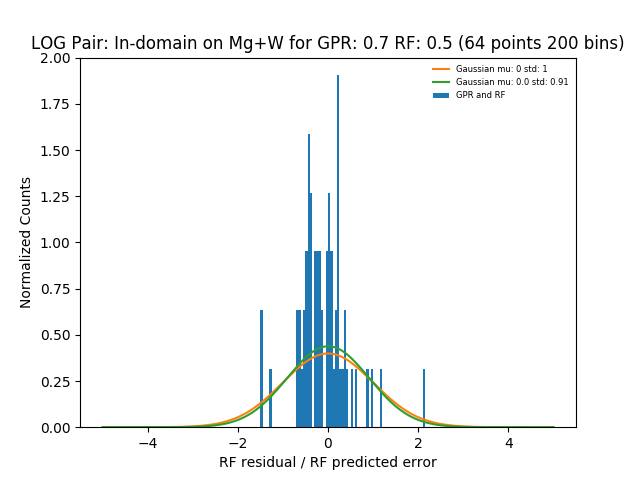 LOG Pair: In-domain on Mg+W for GPR: 0.7 RF: 0.5 (64 points 200 bins)
Gaussian mu: 0 std: 1
Gaussian mu: 0.0 std: 0.91
GPR and RF
Normalized Counts
2.00
1.75
1.50
1.25
1.00
0.75
0.50
0.25
0.00
−4
−2
0
2
4
RF residual / RF predicted error